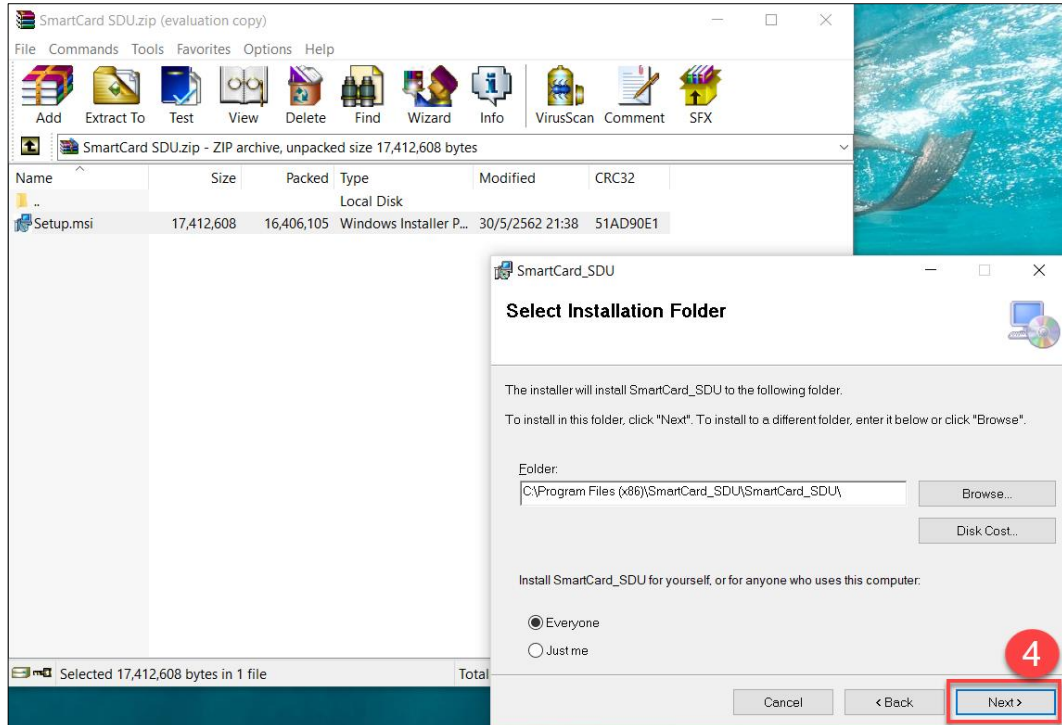 SmartCard SDU.zip (evaluation copy)
File Commands Tools Favorites Options Help
Add Extract To Test View Delete Find Wizard Info VirusScan Comment SFX
SmartCard SDU.zip - ZIP archive, unpacked size 17,412,608 bytes
Name Size Packed Type Modified CRC32
.. Local Disk
Setup.msi 17,412,608 16,406,105 Windows Installer P... 30/5/2562 21:38 51AD90E1
SmartCard_SDU
Select Installation Folder
The installer will install SmartCard_SDU to the following folder.
To install in this folder, click "Next". To install to a different folder, enter it below or click "Browse".
Folder:
C:\Program Files (x86)\SmartCard_SDU\SmartCard_SDU\
Browse...
Disk Cost...
Install SmartCard_SDU for yourself, or for anyone who uses this computer:
Everyone
Just me
4
Cancel < Back Next >
Selected 17,412,608 bytes in 1 file Total